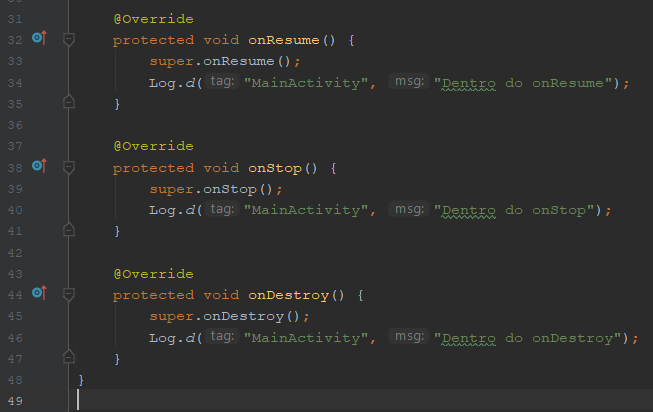 31 @Override
32 protected void onResume() {
33 super.onResume();
34 Log.d( tag: "MainActivity", msg: "Dentro do onResume");
35 }
36
37 @Override
38 protected void onStop() {
39 super.onStop();
40 Log.d( tag: "MainActivity", msg: "Dentro do onStop");
41 }
42
43 @Override
44 protected void onDestroy() {
45 super.onDestroy();
46 Log.d( tag: "MainActivity", msg: "Dentro do onDestroy");
47 }
48 }
49